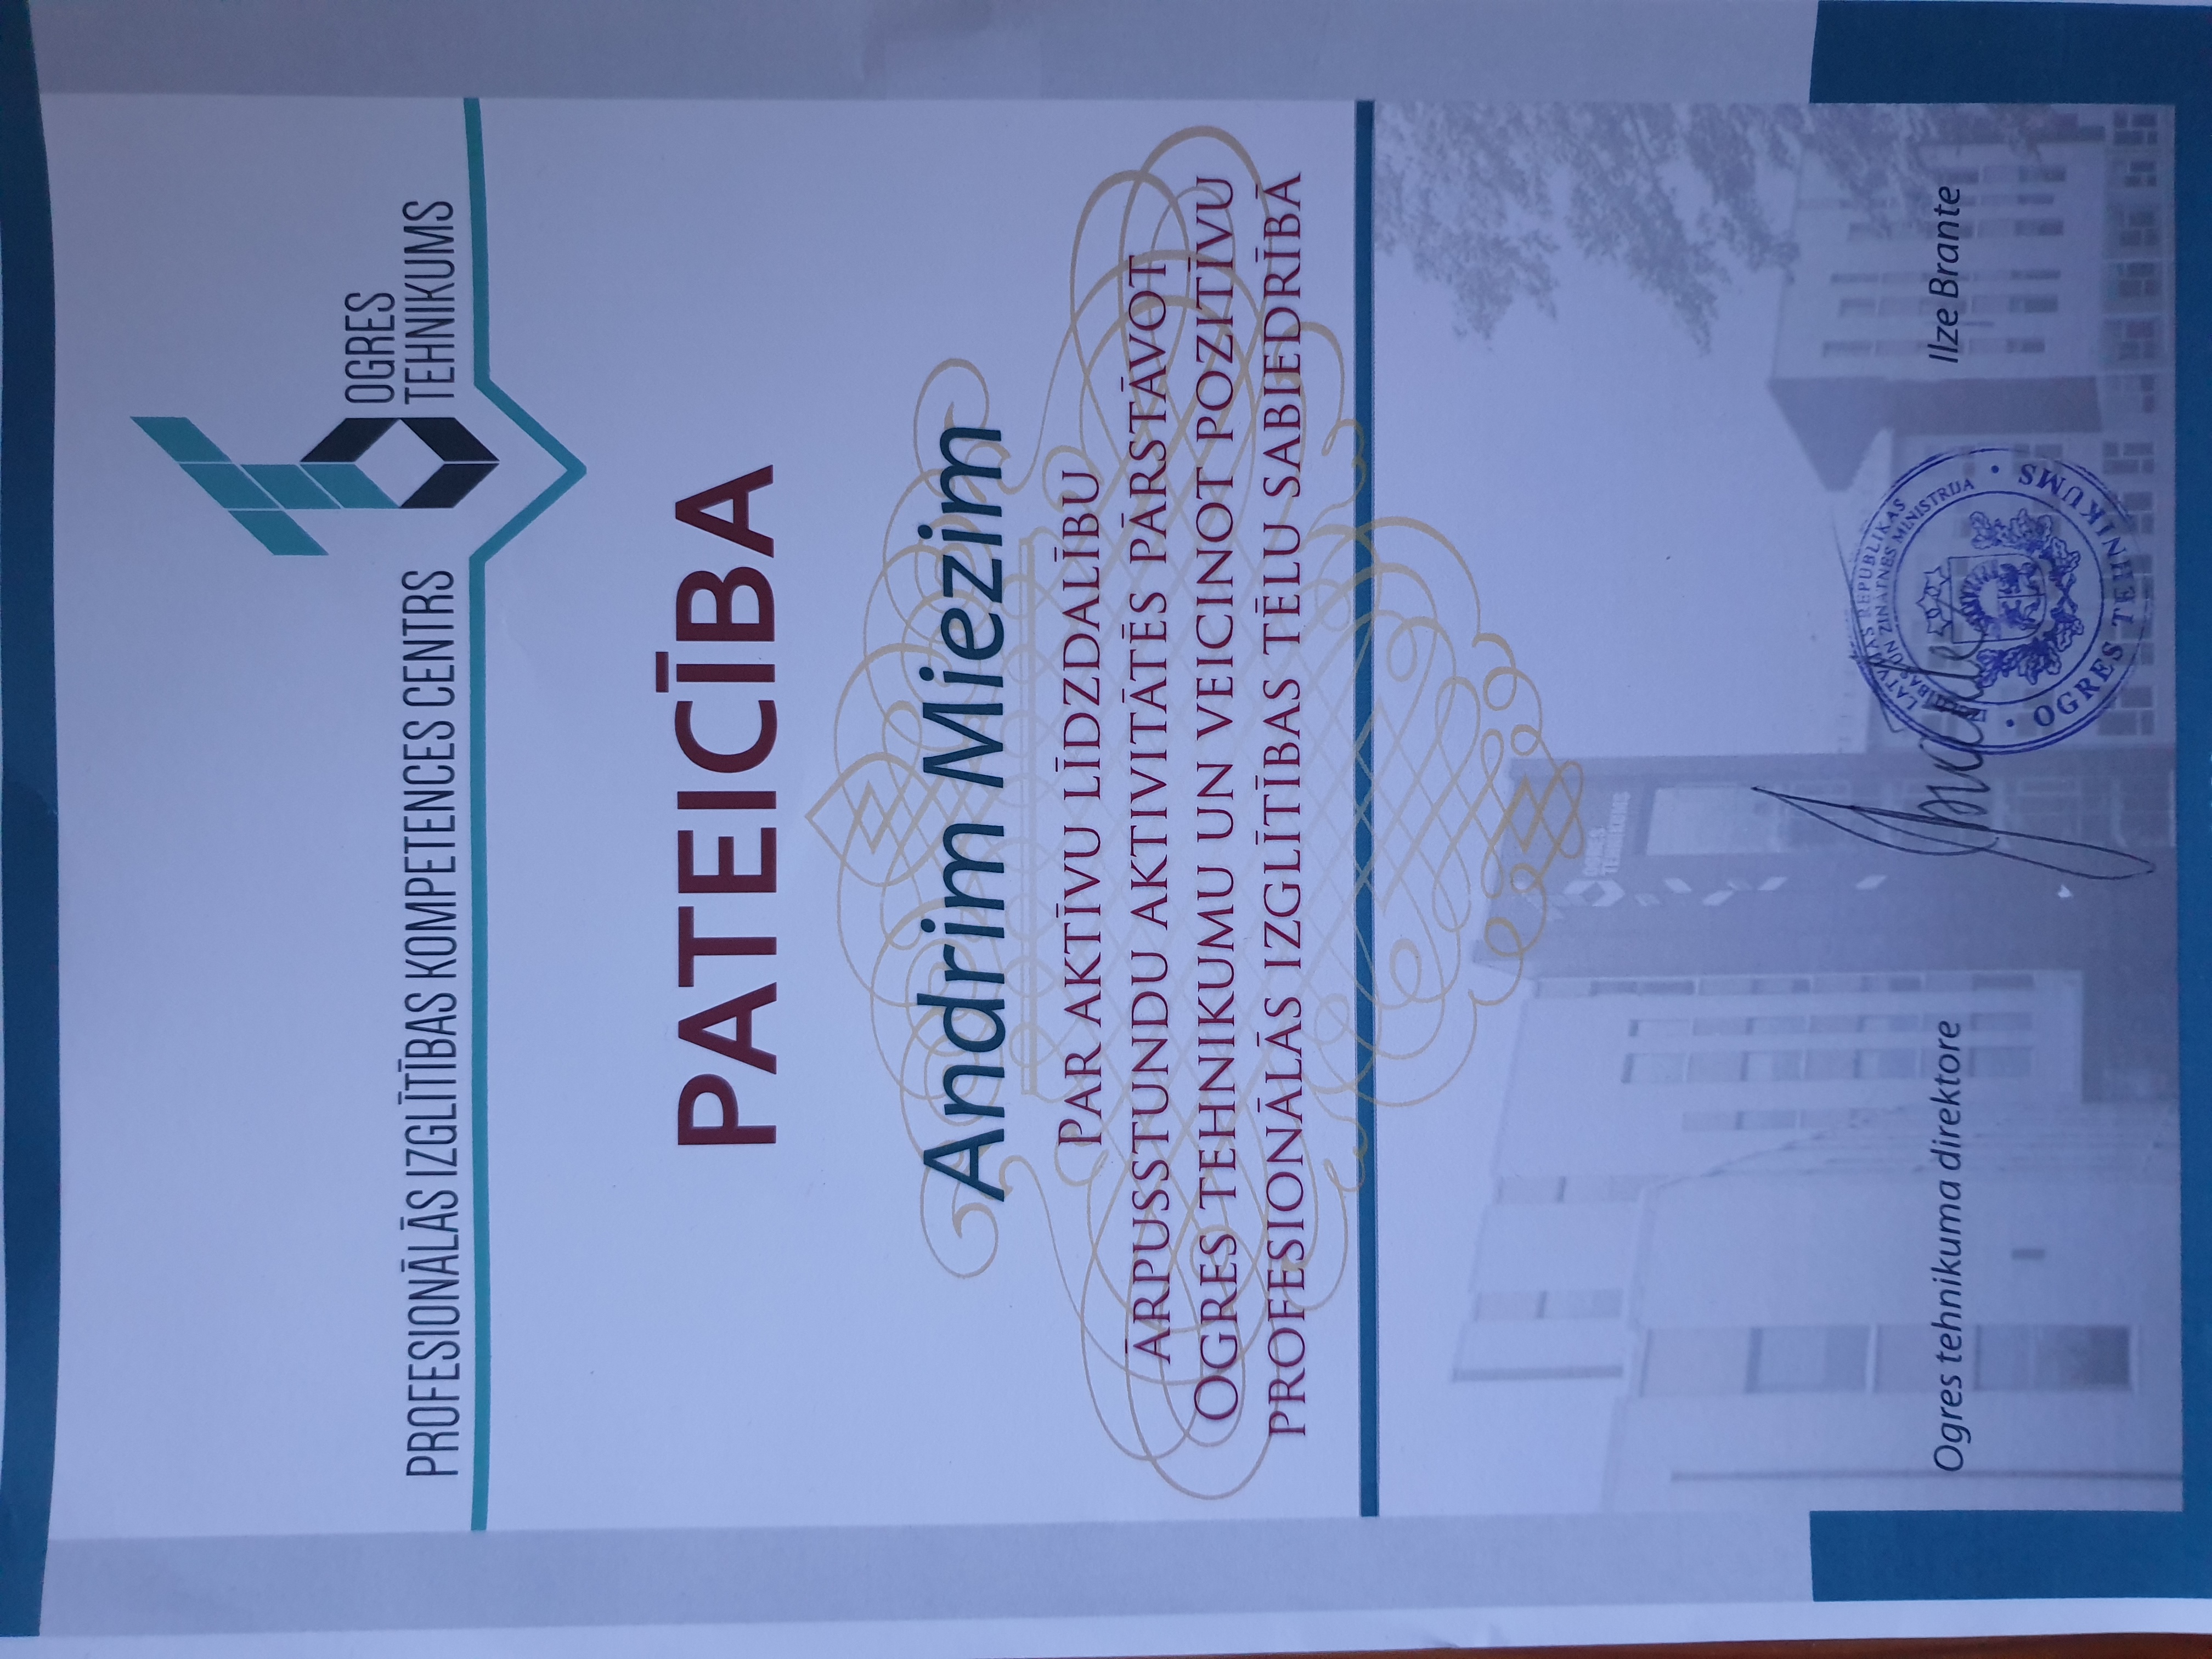 PROFESIONĀLĀS IZGLĪTĪBAS KOMPETENCES CENTRS
OGRES
TEHNIKUMS
PATEICĪBA
Andrim Miezim
PAR AKTĪVU LĪDZDALĪBU
ĀRPUSSTUNDU AKTIVITĀTĒS PĀRSTĀVOT
OGRES TEHNIKUMU UN VEICINOT POZITĪVU
PROFESIONĀLĀS IZGLĪTĪBAS TĒLU SABIEDRĪBĀ
OGRES
TEHNIKUMS
Ogres tehnikuma direktore
Ilze Brante
LATVIJAS REPUBLIKAS
IZGLĪTĪBAS UN ZINĀTNES MINISTRIJA
OGRES TEHNIKUMS